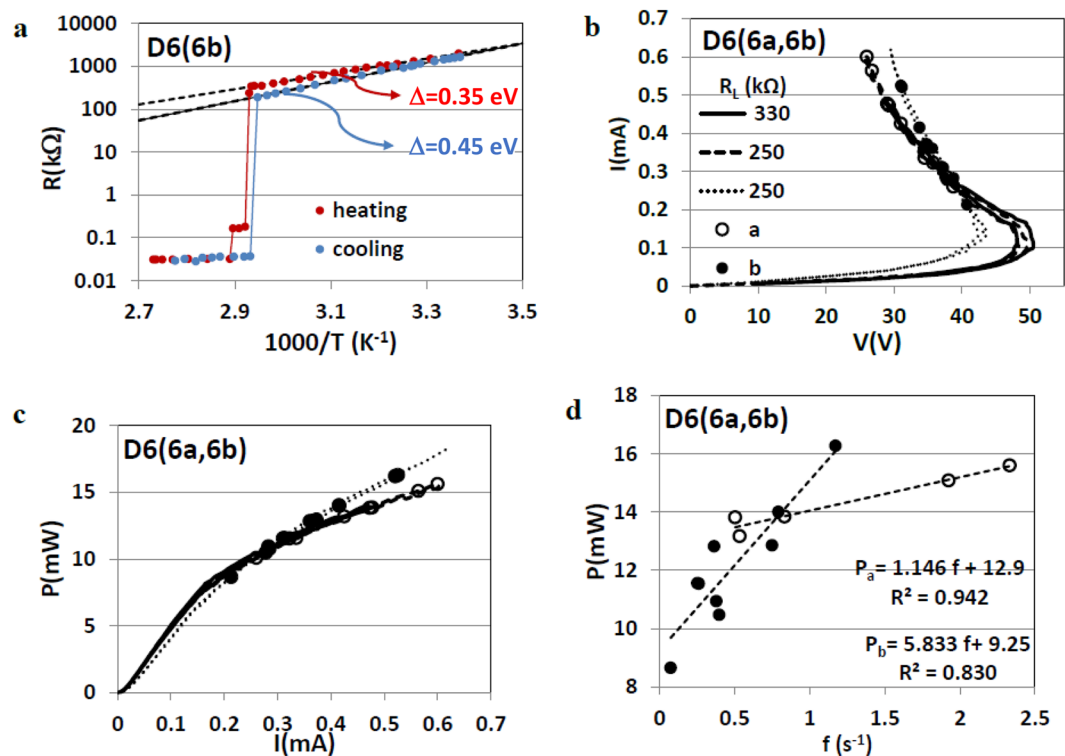 a
D6(6b)
10000
1000
100
10
1
0.1
0.01
R(kΩ)
Δ=0.35 eV
Δ=0.45 eV
heating
cooling
2.7 2.9 3.1 3.3 3.5
1000/T (K-1)
b
D6(6a,6b)
0.7
0.6
0.5
0.4
0.3
0.2
0.1
0
I(mA)
RL (kΩ)
330
250
250
a
b
0 10 20 30 40 50
V(V)
c
D6(6a,6b)
20
15
10
5
0
P(mW)
0 0.1 0.2 0.3 0.4 0.5 0.6 0.7
I(mA)
d
D6(6a,6b)
18
16
14
12
10
8
P(mW)
Pa= 1.146 f + 12.9
R² = 0.942
Pb= 5.833 f+ 9.25
R² = 0.830
0 0.5 1 1.5 2 2.5
f (s-1)